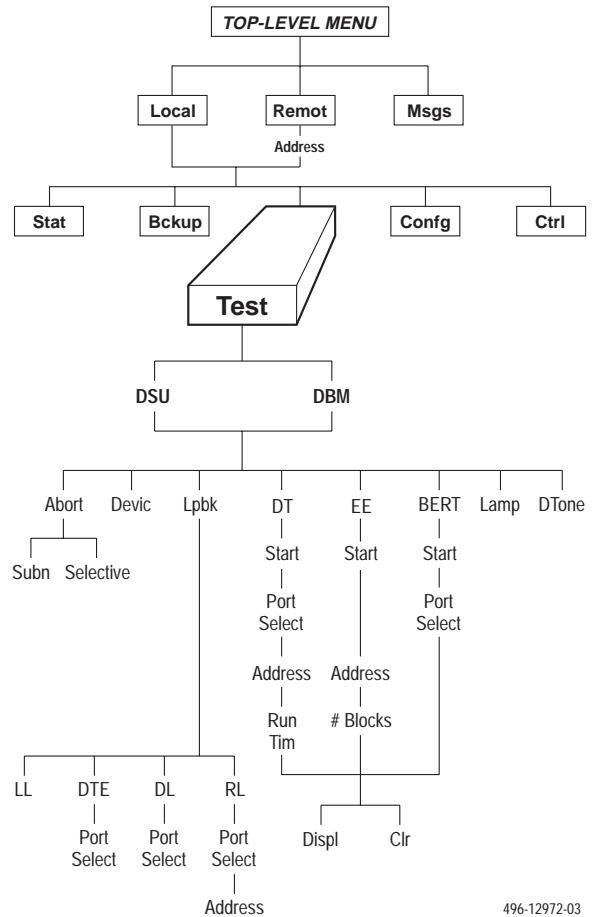 TOP-LEVEL MENU
Local Remot Msgs
Address
Stat Bckup Confg Ctrl
Test
DSU DBM
Abort Devic Lpbk DT EE BERT Lamp DTone
Subn Selective Start Start Start
Port Select Port Select
Address Address
Run Tim # Blocks
LL DTE DL RL
Port Select Port Select Port Select Displ Clr
Address
496-12972-03